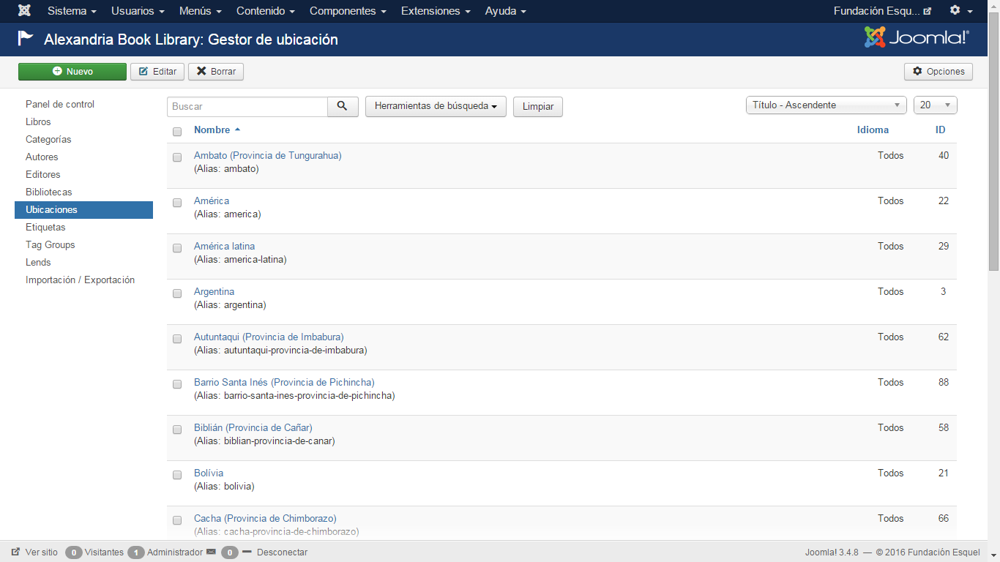 Sistema Usuarios Menús Contenido Componentes Extensiones Ayuda Fundación Esqu...
Alexandria Book Library: Gestor de ubicación Joomla!®
Nuevo Editar Borrar Opciones
Panel de control
Libros
Categorías
Autores
Editores
Bibliotecas
Ubicaciones
Etiquetas
Tag Groups
Lends
Importación / Exportación
Buscar Herramientas de búsqueda Limpiar Título - Ascendente 20
Nombre Idioma ID
Ambato (Provincia de Tungurahua) Todos 40
(Alias: ambato)
América Todos 22
(Alias: america)
América latina Todos 29
(Alias: america-latina)
Argentina Todos 3
(Alias: argentina)
Autuntaqui (Provincia de Imbabura) Todos 62
(Alias: autuntaqui-provincia-de-imbabura)
Barrio Santa Inés (Provincia de Pichincha) Todos 88
(Alias: barrio-santa-ines-provincia-de-pichincha)
Biblián (Provincia de Cañar) Todos 58
(Alias: biblian-provincia-de-canar)
Bolívia Todos 21
(Alias: bolivia)
Cacha (Provincia de Chimborazo) Todos 66
(Alias: cacha-provincia-de-chimborazo)
Ver sitio 0 Visitantes 1 Administrador 0 Desconectar Joomla! 3.4.8 — © 2016 Fundación Esquel